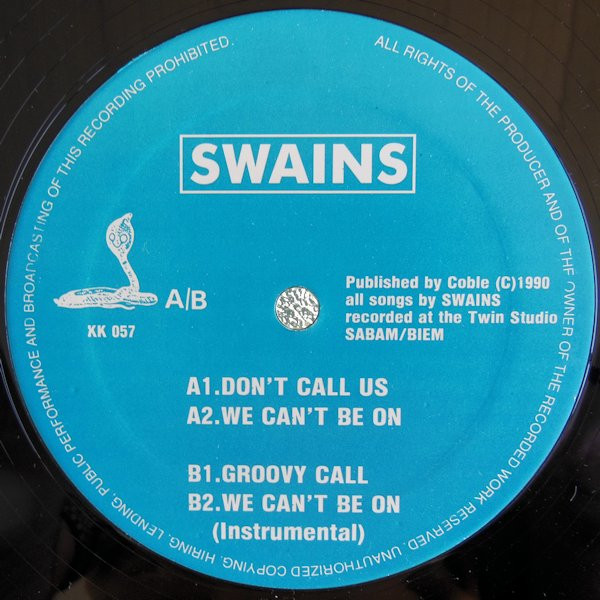 ALL RIGHTS OF THE PRODUCER AND OF THE OWNER OF THE RECORDED WORK RESERVED. UNAUTHORIZED COPYING. HIRING. LENDING. PUBLIC PERFORMANCE AND BROADCASTING OF THIS RECORDING PROHIBITED.
SWAINS
A/B
XK 057
Published by Coble (C)1990
all songs by SWAINS
recorded at the Twin Studio
SABAM/BIEM
A1.DON'T CALL US
A2.WE CAN'T BE ON
B1.GROOVY CALL
B2.WE CAN'T BE ON
(Instrumental)